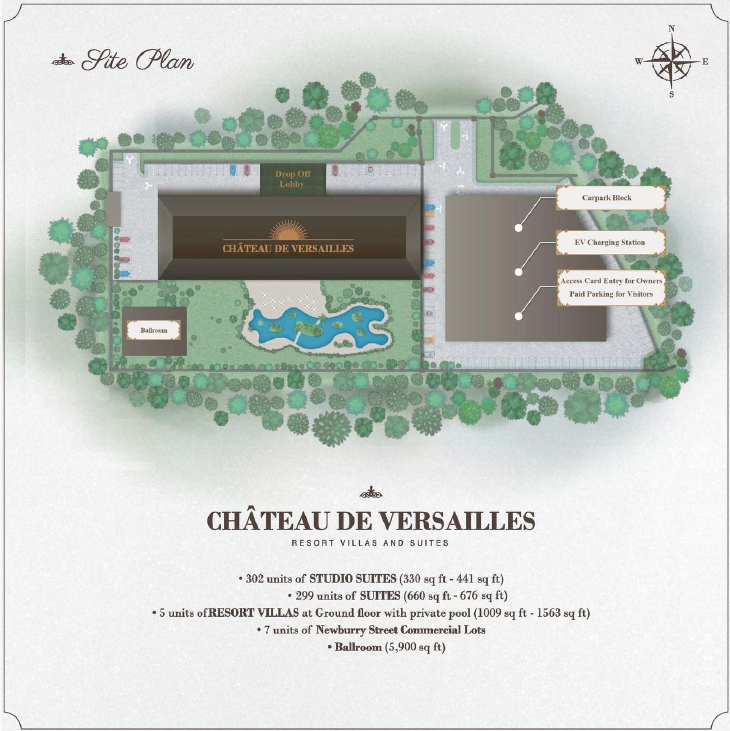 Site Plan
N
W E
S
Drop Off
Lobby
Carpark Block
CHÂTEAU DE VERSAILLES
EV Charging Station
Access Card Entry for Owners
Paid Parking for Visitors
Ballroom
CHÂTEAU DE VERSAILLES
RESORT VILLAS AND SUITES
• 302 units of STUDIO SUITES (330 sq ft - 441 sq ft)
• 299 units of SUITES (660 sq ft - 676 sq ft)
• 5 units of RESORT VILLAS at Ground floor with private pool (1009 sq ft - 1563 sq ft)
• 7 units of Newburry Street Commercial Lots
• Ballroom (5,900 sq ft)